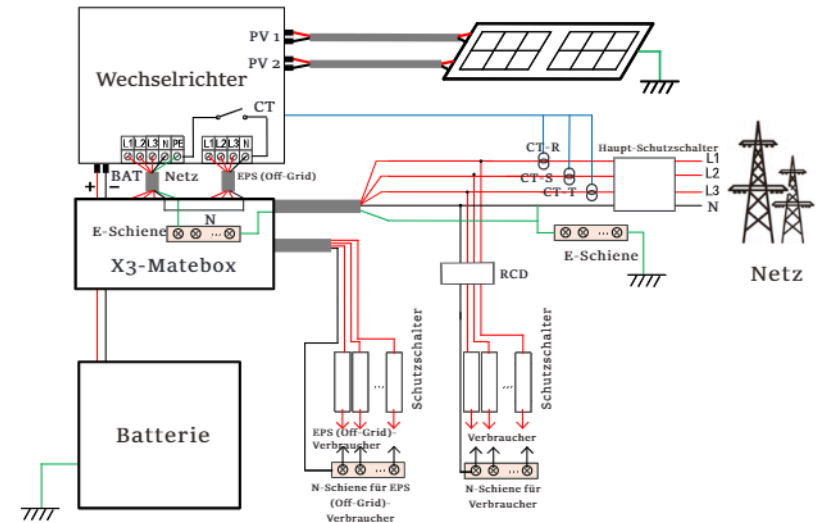 PV 1
PV 2
Wechselrichter
CT
L1 L2 L3 N PE
L1 L2 L3 N
BAT
Netz
EPS (Off-Grid)
+
−
CT-R
CT-S
CT-T
Haupt-Schutzschalter
L1
L2
L3
N
N
E-Schiene
...
X3-Matebox
...
E-Schiene
Netz
RCD
Schutzschalter
...
Schutzschalter
...
Batterie
EPS (Off-Grid)-
Verbraucher
Verbraucher
...
...
N-Schiene für EPS
(Off-Grid)-
Verbraucher
N-Schiene für
Verbraucher